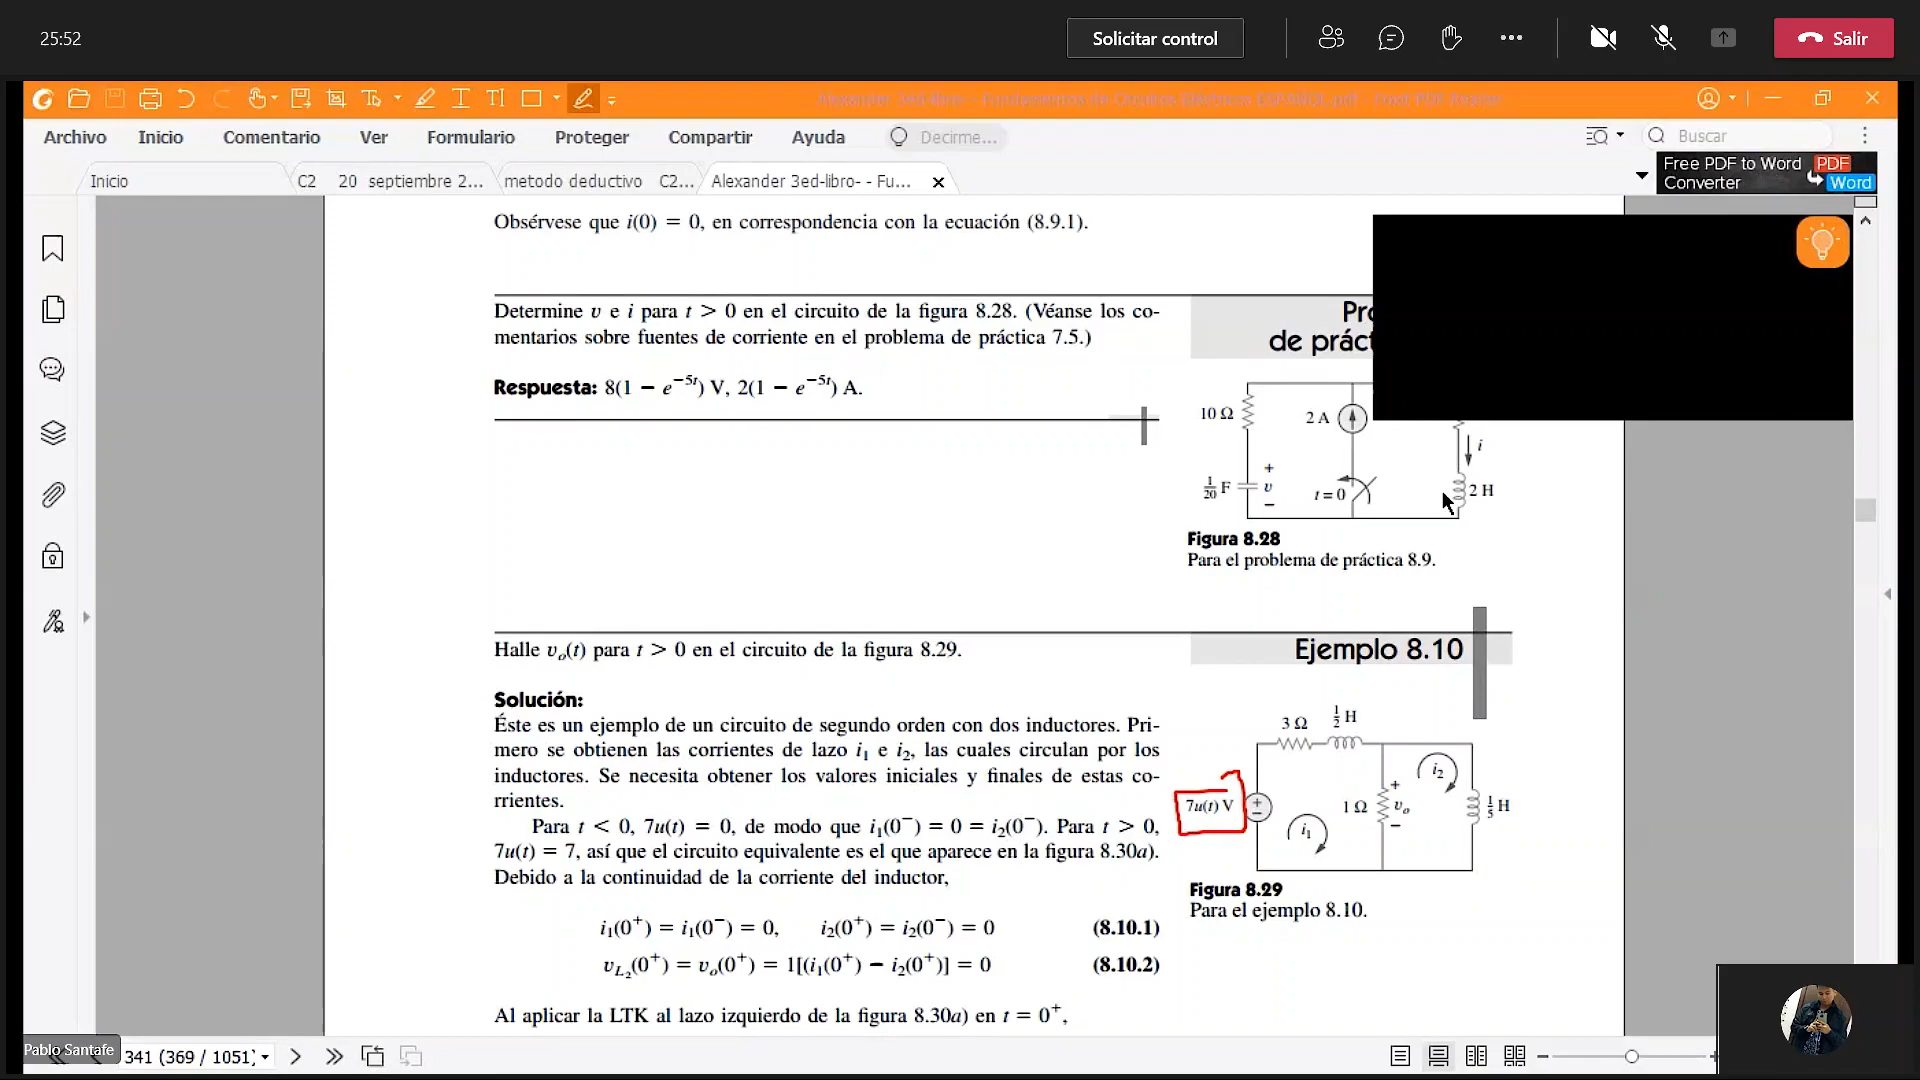 25:52
Solicitar control
Salir
Archivo Inicio Comentario Ver Formulario Proteger Compartir Ayuda Decirme... Buscar
Free PDF to Word Converter PDF Word
Inicio
C2 20 septiembre 2...
metodo deductivo C2...
Alexander 3ed-libro- - Fu...
Obsérvese que i(0) = 0, en correspondencia con la ecuación (8.9.1).
Determine v e i para t > 0 en el circuito de la figura 8.28. (Véanse los co-
mentarios sobre fuentes de corriente en el problema de práctica 7.5.)
Respuesta: 8(1 − e⁻⁵ᵗ) V, 2(1 − e⁻⁵ᵗ) A.
10 Ω
2 A
i
1/20 F
+
v
−
t = 0
2 H
Figura 8.28
Para el problema de práctica 8.9.
Halle vₒ(t) para t > 0 en el circuito de la figura 8.29.
Ejemplo 8.10
Solución:
Éste es un ejemplo de un circuito de segundo orden con dos inductores. Pri-
mero se obtienen las corrientes de lazo i₁ e i₂, las cuales circulan por los
inductores. Se necesita obtener los valores iniciales y finales de estas co-
rrientes.
Para t < 0, 7u(t) = 0, de modo que i₁(0⁻) = 0 = i₂(0⁻). Para t > 0,
7u(t) = 7, así que el circuito equivalente es el que aparece en la figura 8.30a).
Debido a la continuidad de la corriente del inductor,
i₁(0⁺) = i₁(0⁻) = 0, i₂(0⁺) = i₂(0⁻) = 0 (8.10.1)
v_L₂(0⁺) = vₒ(0⁺) = 1[(i₁(0⁺) − i₂(0⁺)] = 0 (8.10.2)
Al aplicar la LTK al lazo izquierdo de la figura 8.30a) en t = 0⁺,
3 Ω
1/2 H
i₂
7u(t) V
+
−
1 Ω
+
vₒ
−
1/5 H
i₁
Figura 8.29
Para el ejemplo 8.10.
Pablo Santafe
341 (369 / 1051)